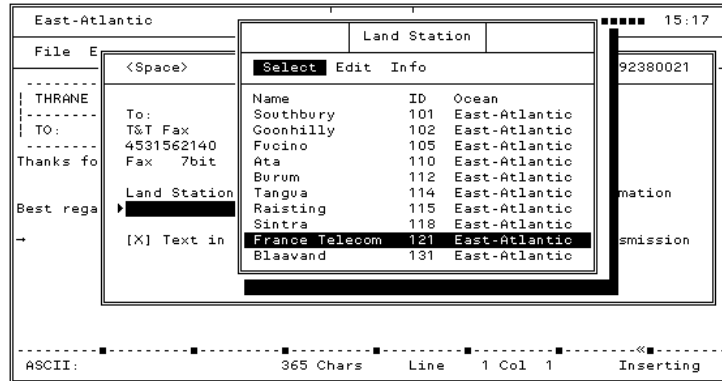 East-Atlantic 15:17
Land Station
File E
<Space> Select Edit Info 92380021
THRANE Name ID Ocean
To: Southbury 101 East-Atlantic
TO: T&T Fax Goonhilly 102 East-Atlantic
4531562140 Fucino 105 East-Atlantic
Thanks fo Fax 7bit Ata 110 East-Atlantic
Burum 112 East-Atlantic
Land Station Tangua 114 East-Atlantic mation
Best rega Raisting 115 East-Atlantic
Sintra 118 East-Atlantic
[X] Text in France Telecom 121 East-Atlantic smission
Blaavand 131 East-Atlantic
ASCII: 365 Chars Line 1 Col 1 Inserting